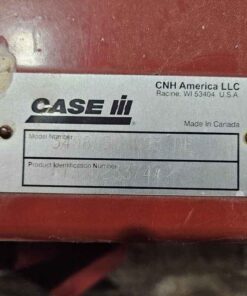 CNH America LLC
Racine, WI 53404 U.S.A.
CASE IH
Made In Canada
Model Number
Product Identification Number